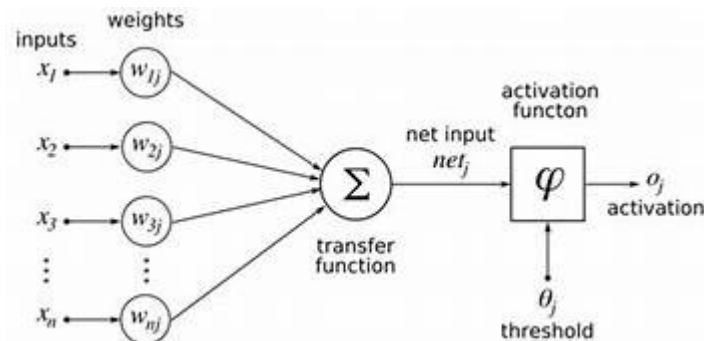 weights
inputs
x1 w1j
x2 w2j
x3 w3j
⋮ ⋮
xn wnj
Σ
transfer
function
net input
netj
activation
functon
φ
oj
activation
θj
threshold